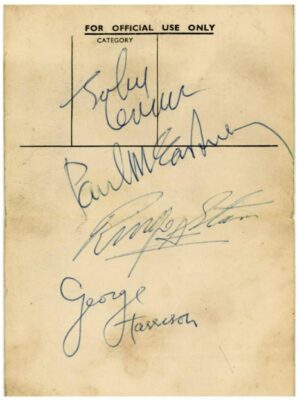 FOR OFFICIAL USE ONLY
CATEGORY
John
Lennon
Paul McCartney
Ringo Starr
George
Harrison